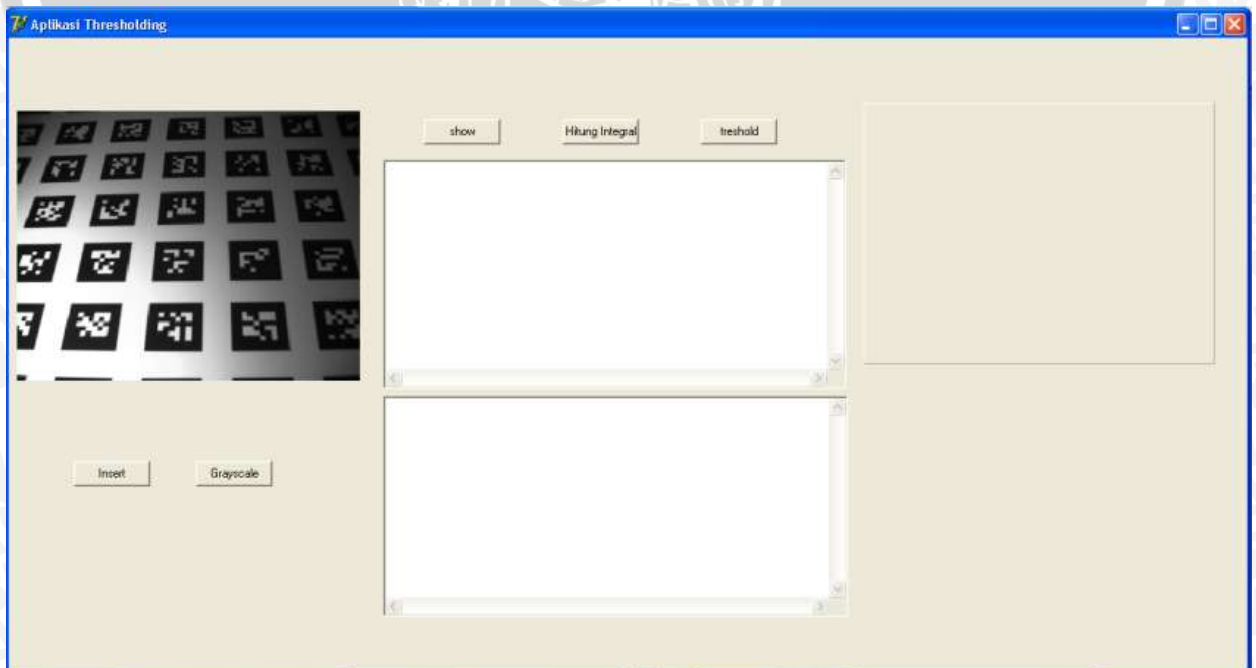 Aplikasi Thresholding
show
Hitung Integral
treshold
Insert
Grayscale